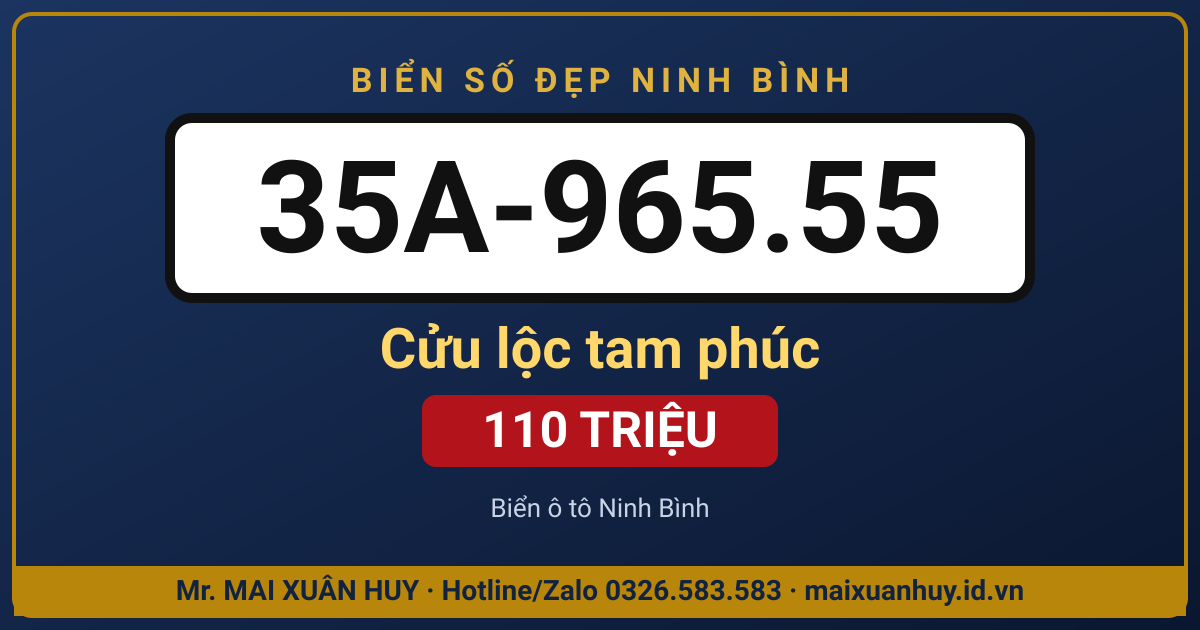 BIỂN SỐ ĐẸP NINH BÌNH
35A-965.55
Cửu lộc tam phúc
110 TRIỆU
Biển ô tô Ninh Bình
Mr. MAI XUÂN HUY · Hotline/Zalo 0326.583.583 · maixuanhuy.id.vn